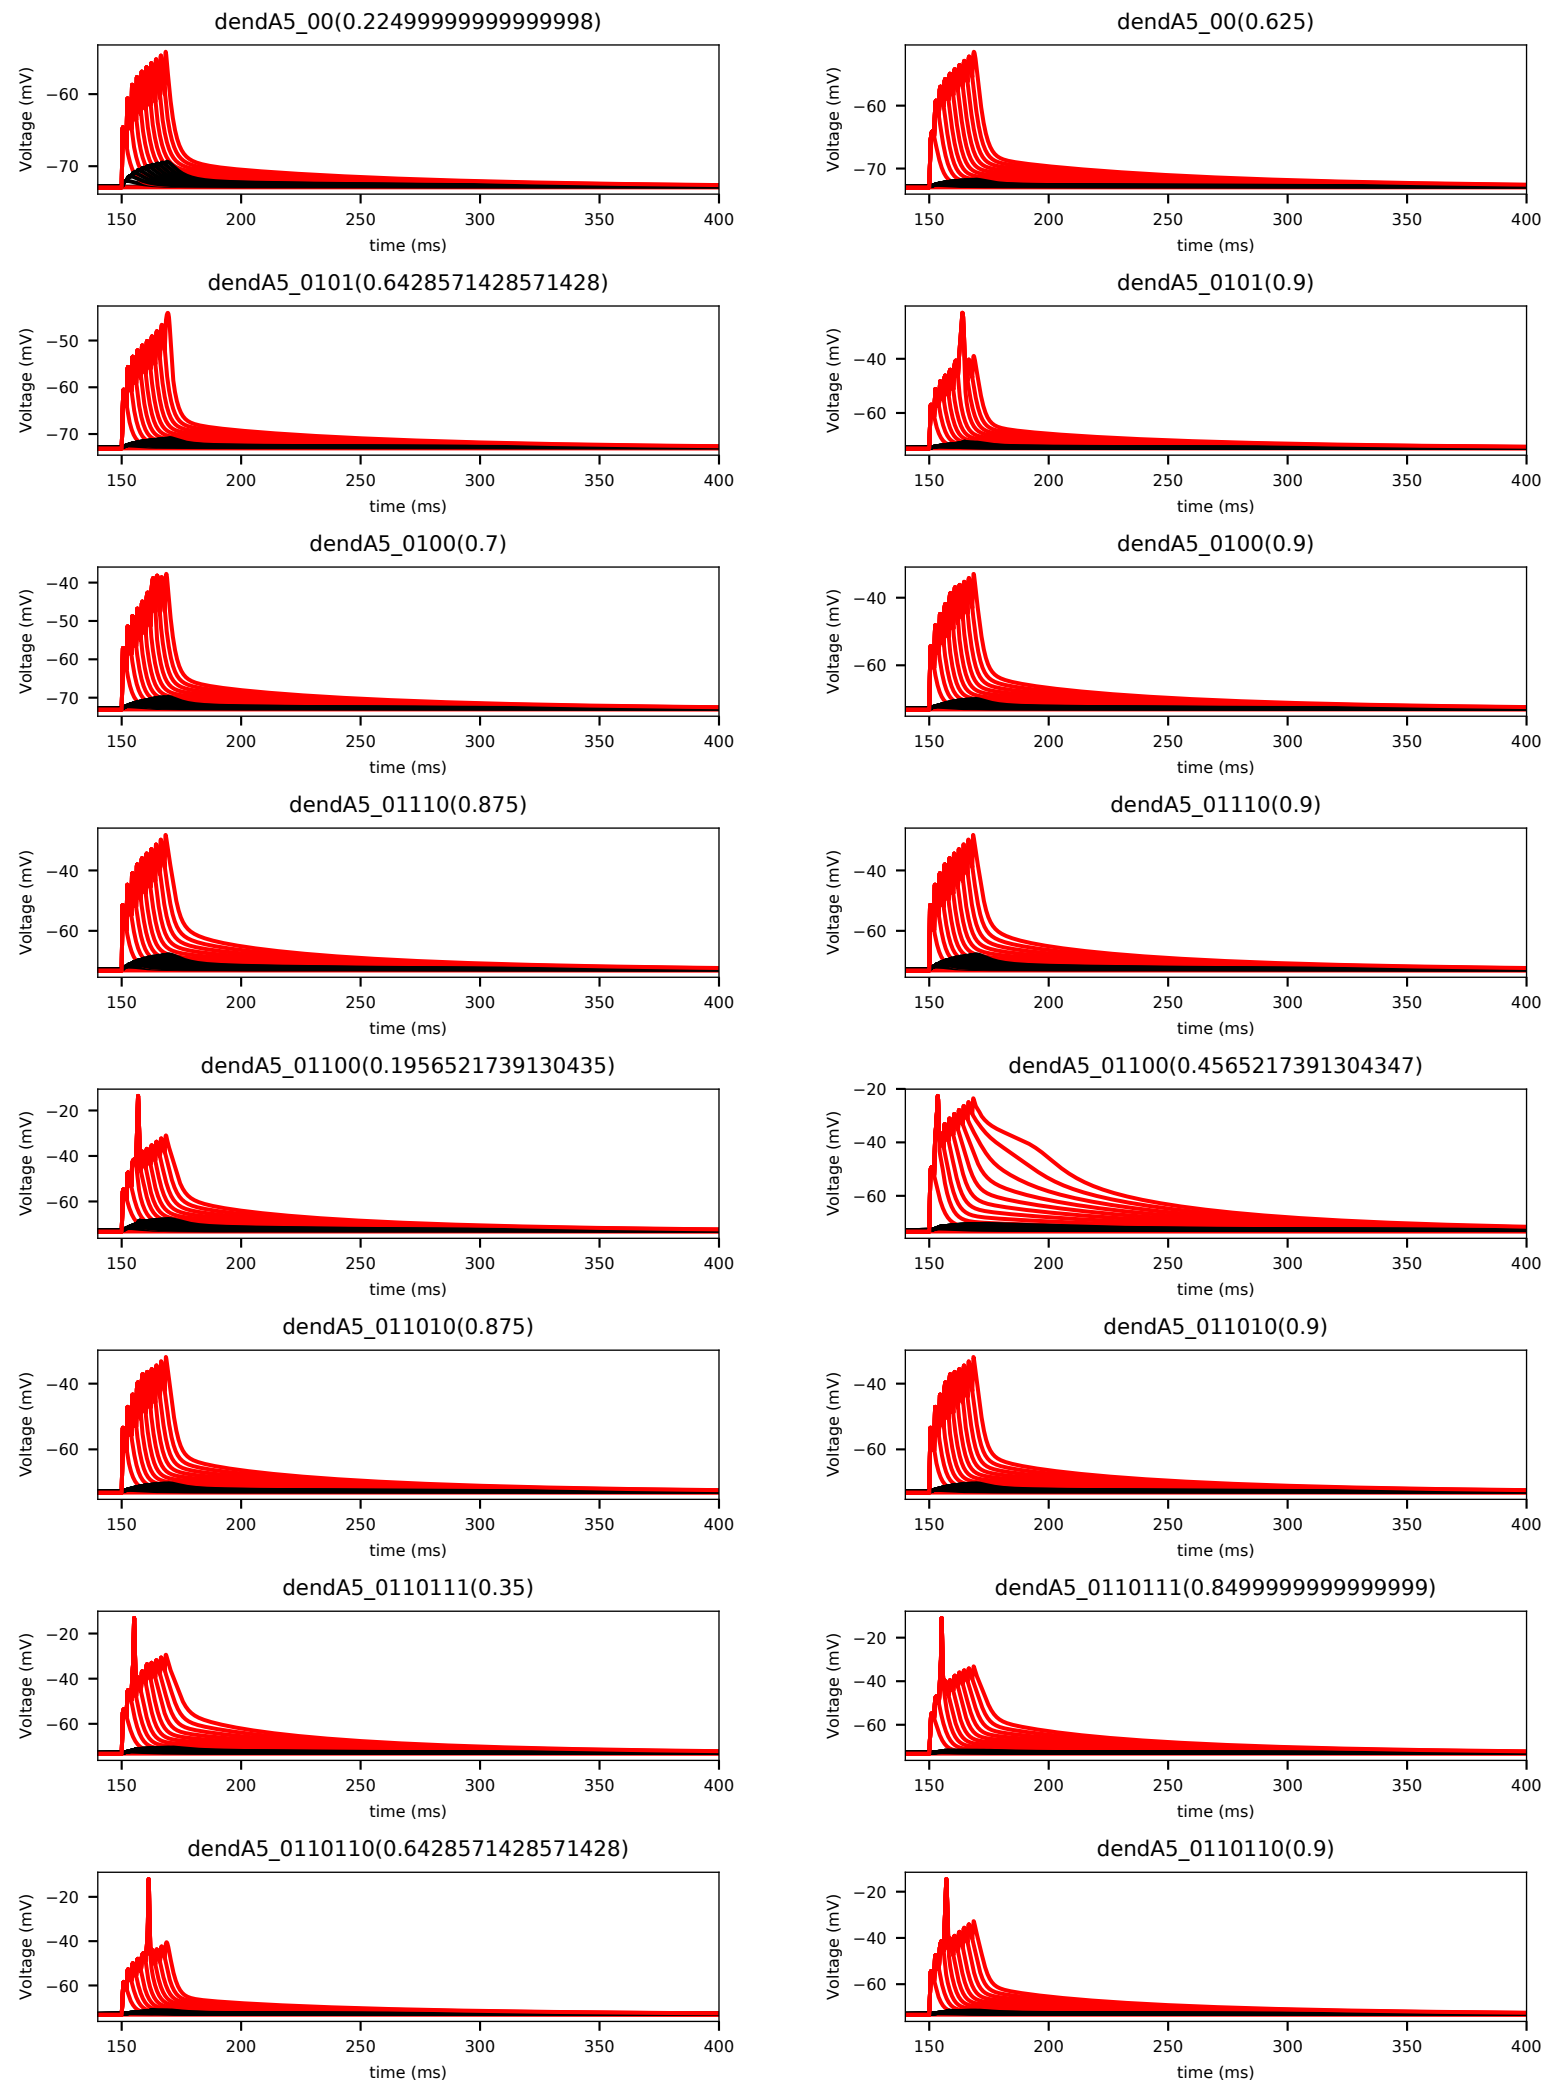 dendA5_00(0.22499999999999998) dendA5_00(0.625)
Voltage (mV) −60 −70 Voltage (mV) −60 −70
150 200 250 300 350 400 150 200 250 300 350 400
time (ms) time (ms)
dendA5_0101(0.6428571428571428) dendA5_0101(0.9)
Voltage (mV) −50 −60 −70 Voltage (mV) −40 −60
150 200 250 300 350 400 150 200 250 300 350 400
time (ms) time (ms)
dendA5_0100(0.7) dendA5_0100(0.9)
Voltage (mV) −40 −50 −60 −70 Voltage (mV) −40 −60
150 200 250 300 350 400 150 200 250 300 350 400
time (ms) time (ms)
dendA5_01110(0.875) dendA5_01110(0.9)
Voltage (mV) −40 −60 Voltage (mV) −40 −60
150 200 250 300 350 400 150 200 250 300 350 400
time (ms) time (ms)
dendA5_01100(0.1956521739130435) dendA5_01100(0.4565217391304347)
Voltage (mV) −20 −40 −60 Voltage (mV) −20 −40 −60
150 200 250 300 350 400 150 200 250 300 350 400
time (ms) time (ms)
dendA5_011010(0.875) dendA5_011010(0.9)
Voltage (mV) −40 −60 Voltage (mV) −40 −60
150 200 250 300 350 400 150 200 250 300 350 400
time (ms) time (ms)
dendA5_0110111(0.35) dendA5_0110111(0.8499999999999999)
Voltage (mV) −20 −40 −60 Voltage (mV) −20 −40 −60
150 200 250 300 350 400 150 200 250 300 350 400
time (ms) time (ms)
dendA5_0110110(0.6428571428571428) dendA5_0110110(0.9)
Voltage (mV) −20 −40 −60 Voltage (mV) −20 −40 −60
150 200 250 300 350 400 150 200 250 300 350 400
time (ms) time (ms)